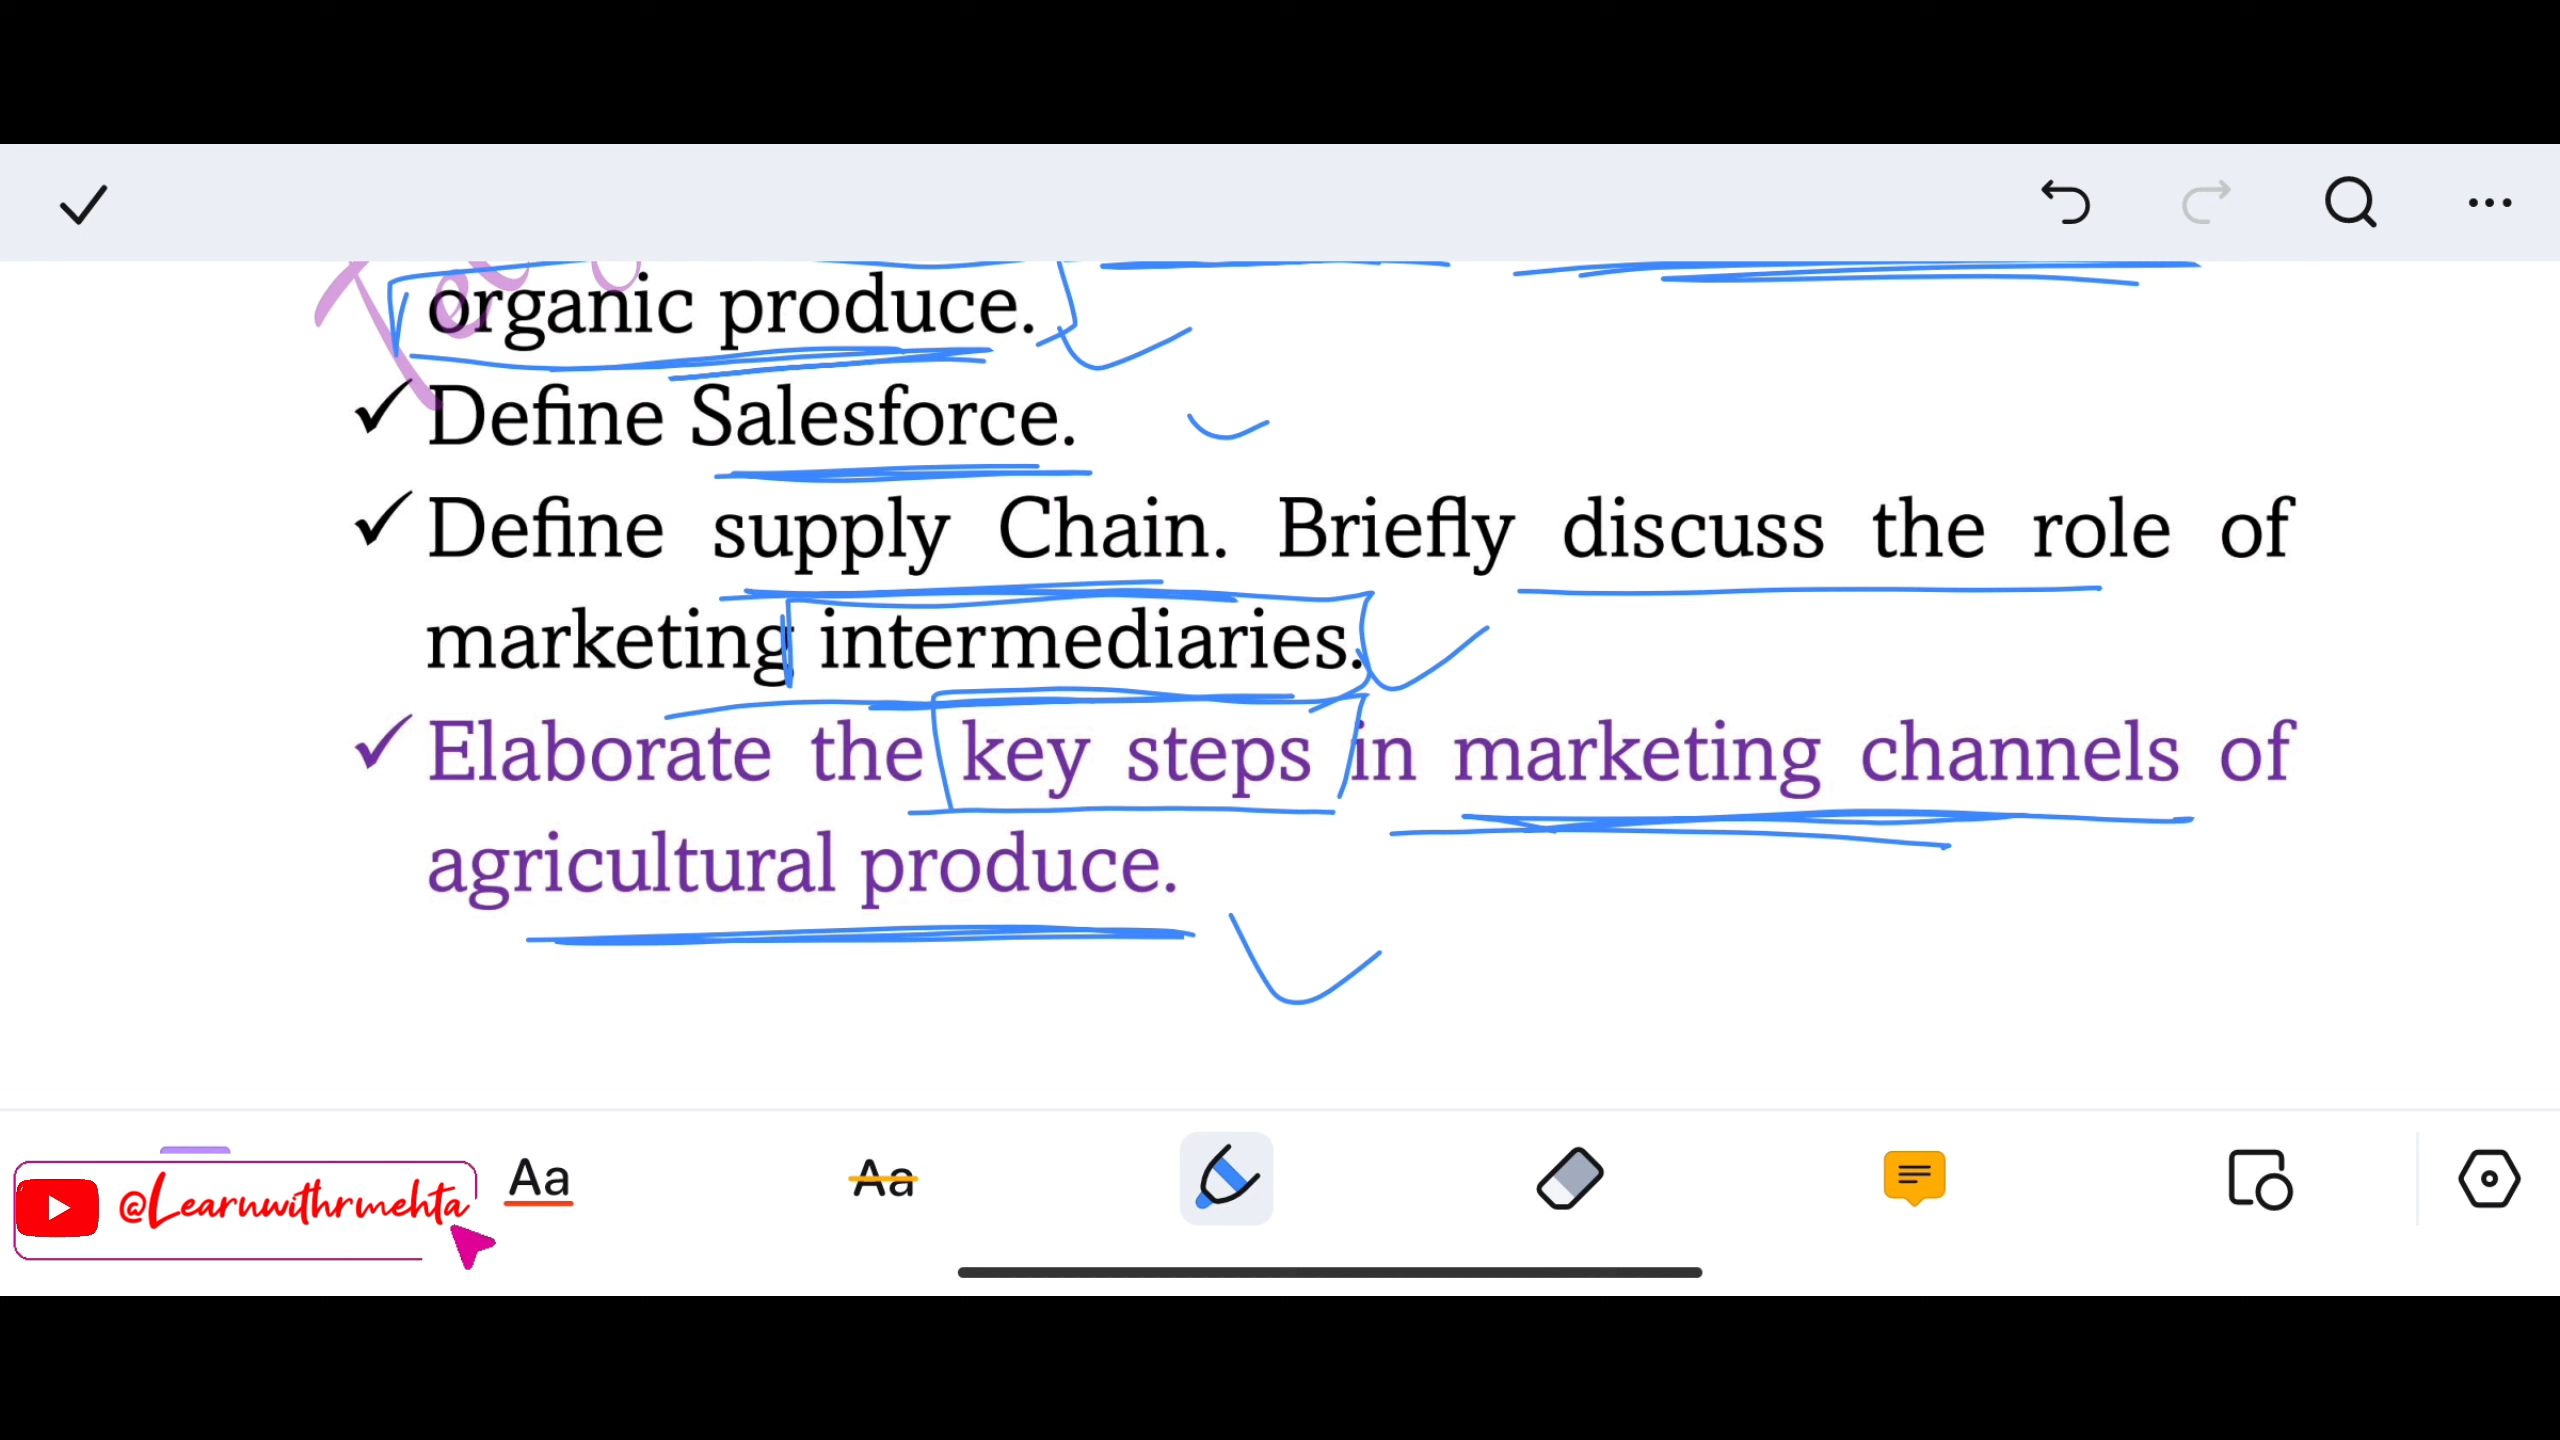 organic produce.
✓ Define Salesforce.
✓ Define supply Chain. Briefly discuss the role of
marketing intermediaries.
✓ Elaborate the key steps in marketing channels of
agricultural produce.
@Learnwithrmehta
Aa
Aa